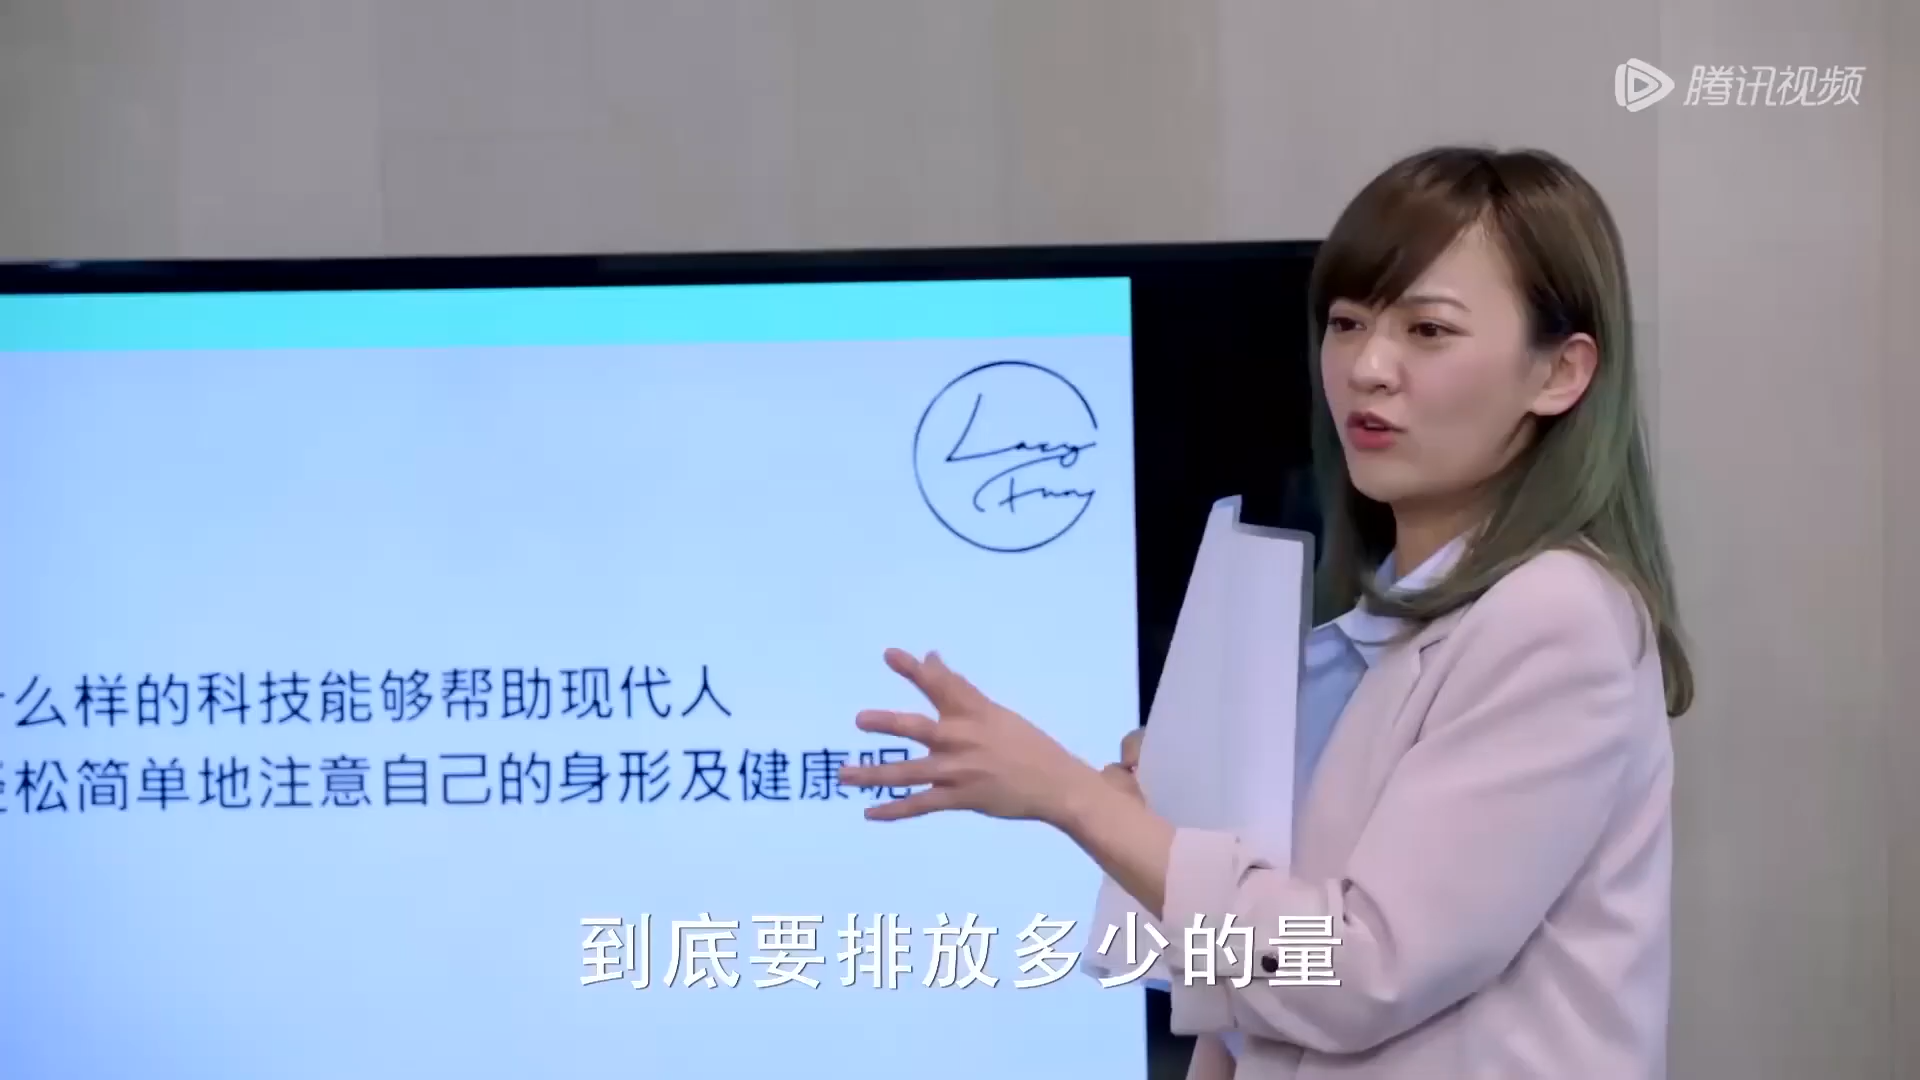 腾讯视频
Lazy
么样的科技能够帮助现代人
松简单地注意自己的身形及健康呢
到底要排放多少的量